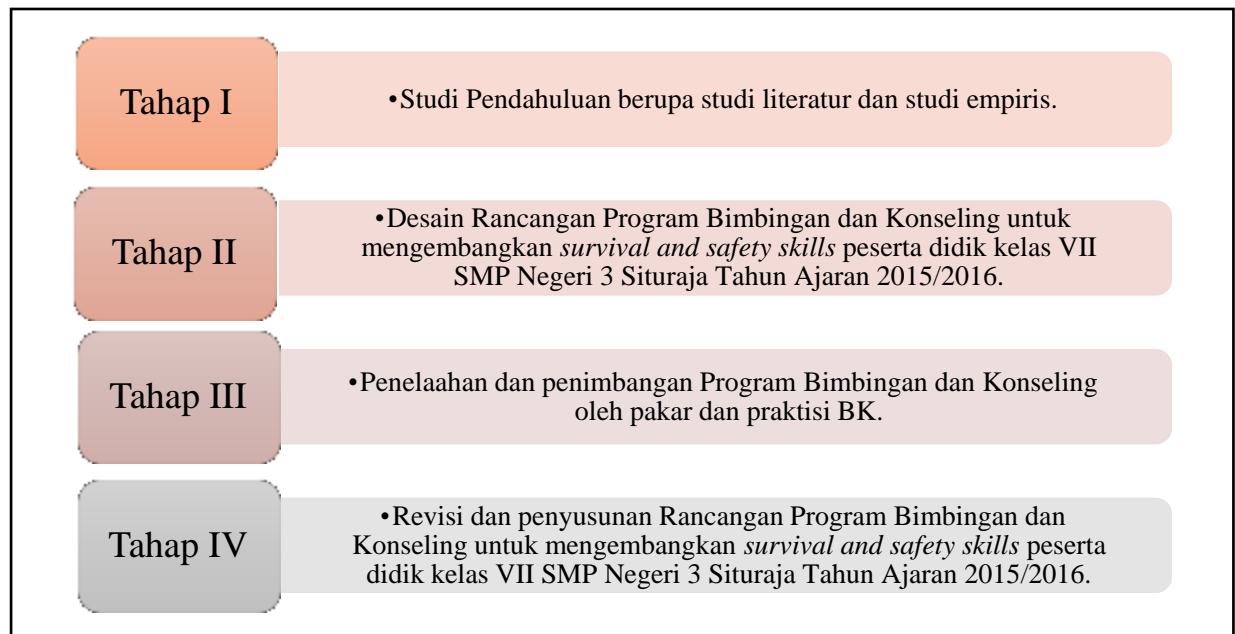 Tahap I
•Studi Pendahuluan berupa studi literatur dan studi empiris.
Tahap II
•Desain Rancangan Program Bimbingan dan Konseling untuk
mengembangkan survival and safety skills peserta didik kelas VII
SMP Negeri 3 Situraja Tahun Ajaran 2015/2016.
Tahap III
•Penelaahan dan penimbangan Program Bimbingan dan Konseling
oleh pakar dan praktisi BK.
Tahap IV
•Revisi dan penyusunan Rancangan Program Bimbingan dan
Konseling untuk mengembangkan survival and safety skills peserta
didik kelas VII SMP Negeri 3 Situraja Tahun Ajaran 2015/2016.